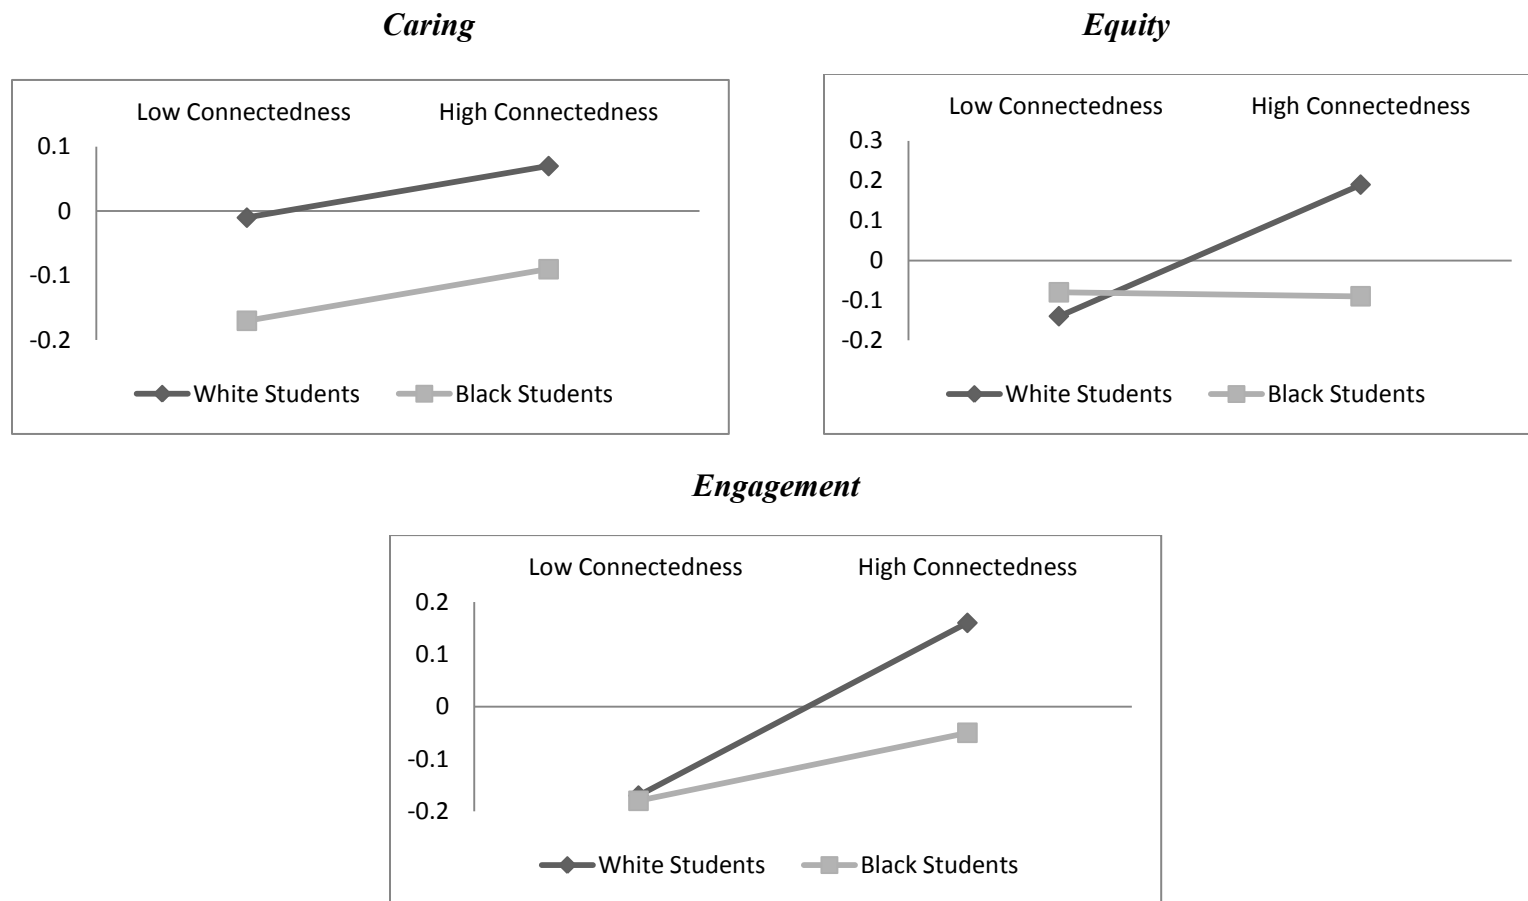 Caring
Low Connectedness High Connectedness
0.1
0
-0.1
-0.2
White Students Black Students
Equity
Low Connectedness High Connectedness
0.3
0.2
0.1
0
-0.1
-0.2
White Students Black Students
Engagement
Low Connectedness High Connectedness
0.2
0.1
0
-0.1
-0.2
White Students Black Students